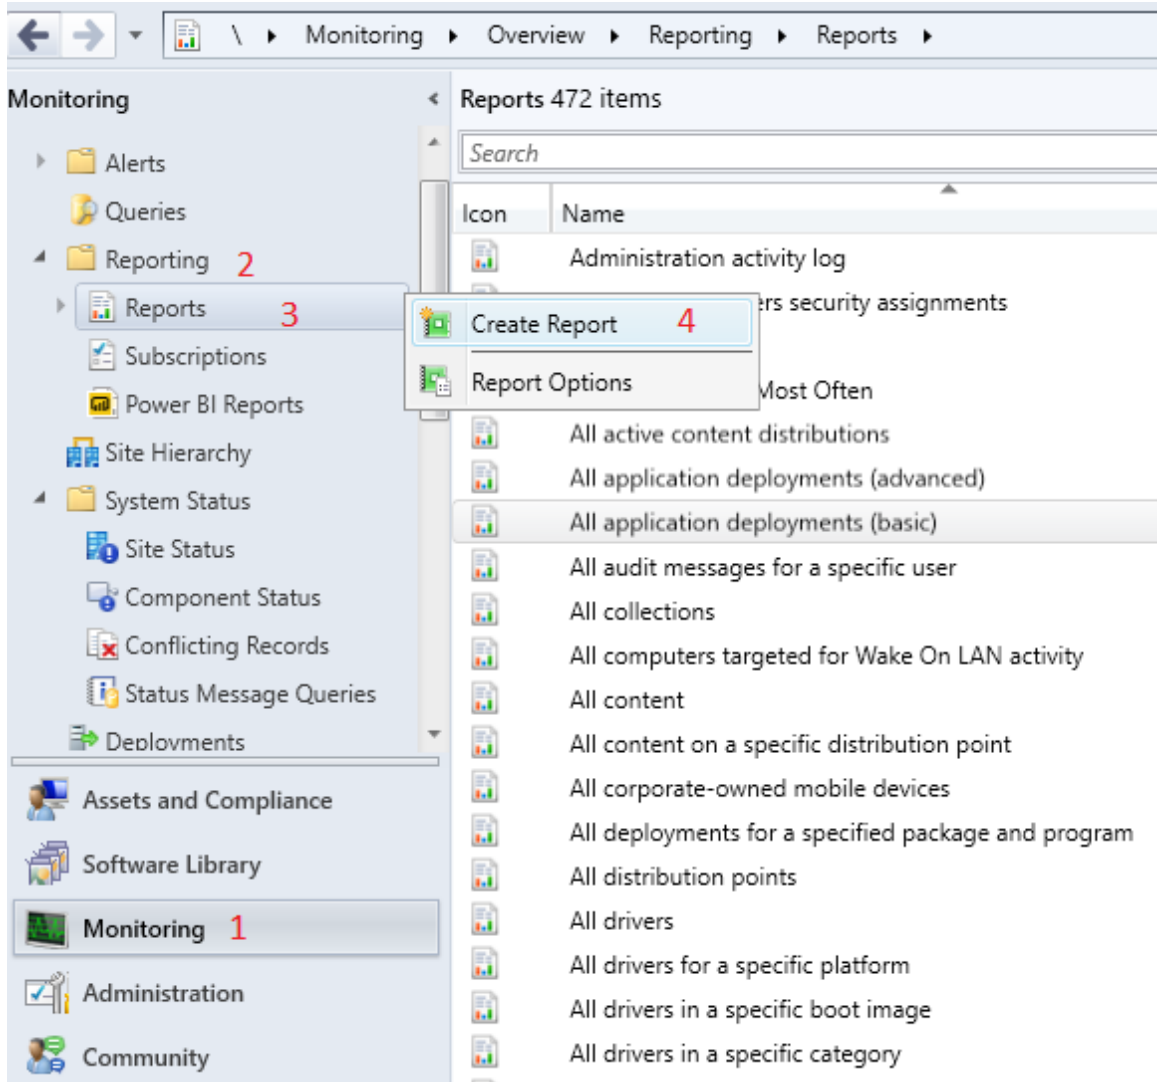 \ Monitoring Overview Reporting Reports
Monitoring
Alerts
Queries
Reporting 2
Reports 3
Subscriptions
Power BI Reports
Site Hierarchy
System Status
Site Status
Component Status
Conflicting Records
Status Message Queries
Deployments
Assets and Compliance
Software Library
Monitoring 1
Administration
Community
Reports 472 items
Search
Icon Name
Administration activity log
ers security assignments
Create Report 4
Report Options
Most Often
All active content distributions
All application deployments (advanced)
All application deployments (basic)
All audit messages for a specific user
All collections
All computers targeted for Wake On LAN activity
All content
All content on a specific distribution point
All corporate-owned mobile devices
All deployments for a specified package and program
All distribution points
All drivers
All drivers for a specific platform
All drivers in a specific boot image
All drivers in a specific category